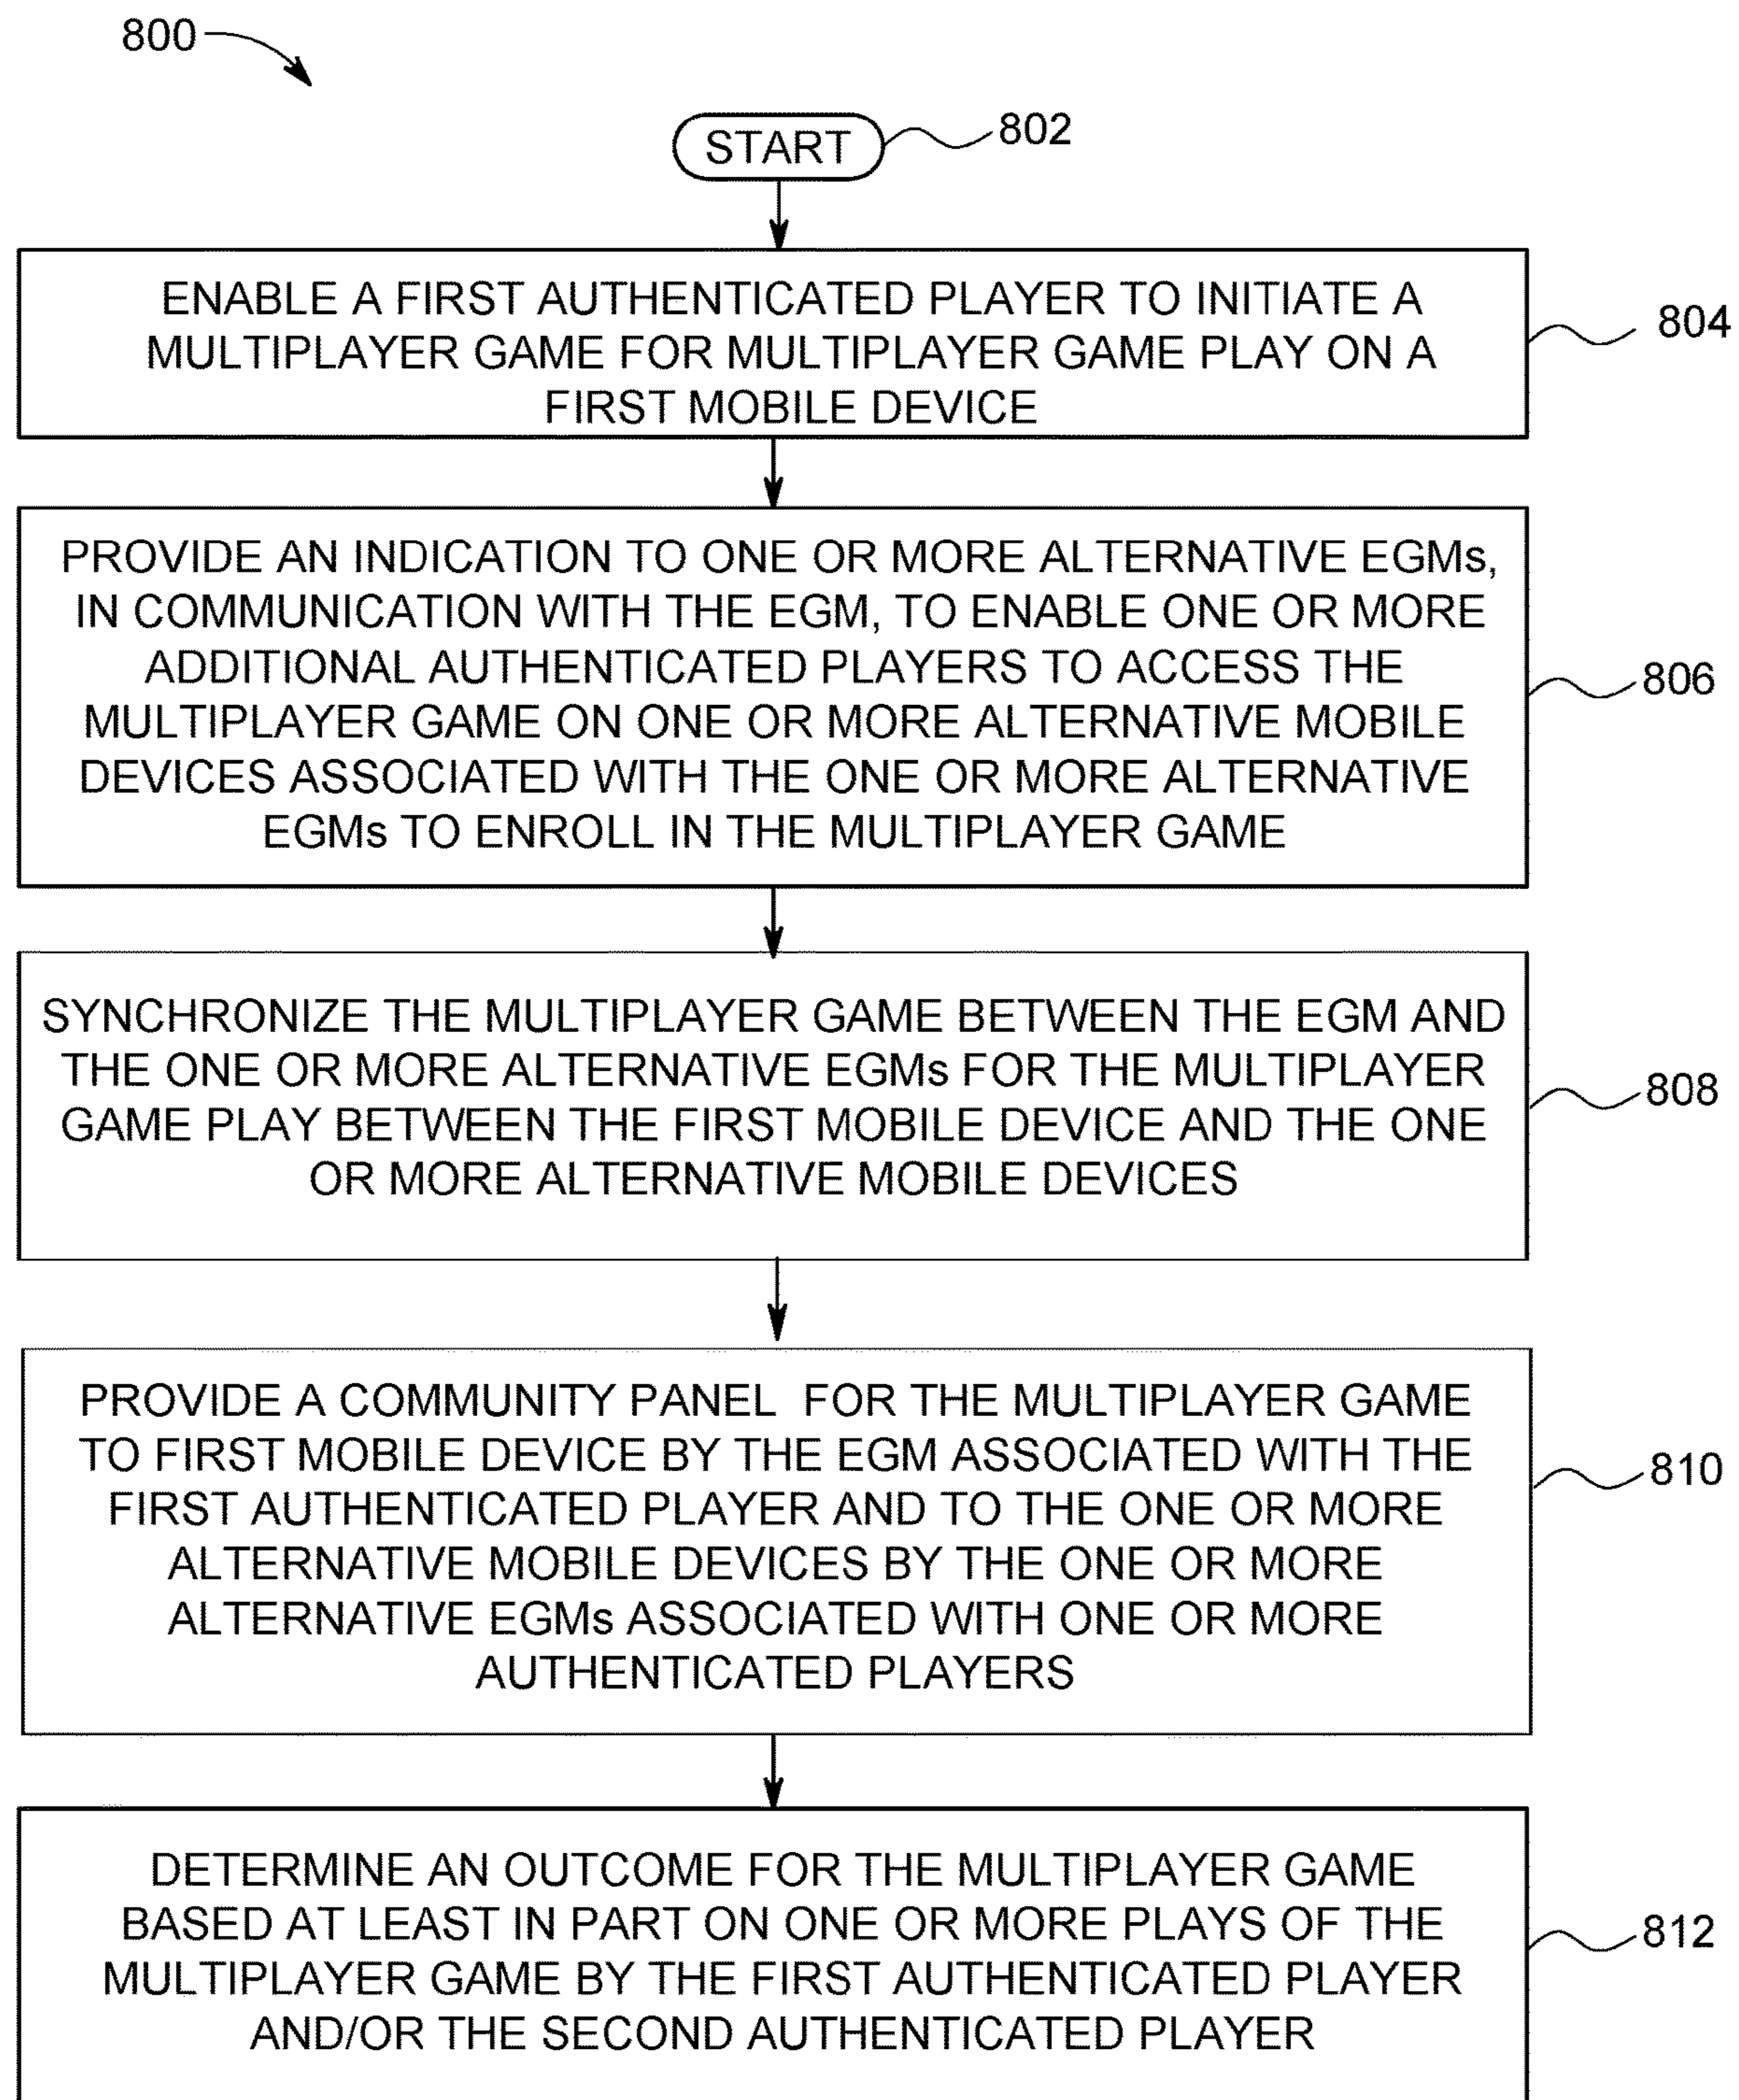 800
START
802
ENABLE A FIRST AUTHENTICATED PLAYER TO INITIATE A
MULTIPLAYER GAME FOR MULTIPLAYER GAME PLAY ON A
FIRST MOBILE DEVICE
804
PROVIDE AN INDICATION TO ONE OR MORE ALTERNATIVE EGMs,
IN COMMUNICATION WITH THE EGM, TO ENABLE ONE OR MORE
ADDITIONAL AUTHENTICATED PLAYERS TO ACCESS THE
MULTIPLAYER GAME ON ONE OR MORE ALTERNATIVE MOBILE
DEVICES ASSOCIATED WITH THE ONE OR MORE ALTERNATIVE
EGMs TO ENROLL IN THE MULTIPLAYER GAME
806
SYNCHRONIZE THE MULTIPLAYER GAME BETWEEN THE EGM AND
THE ONE OR MORE ALTERNATIVE EGMs FOR THE MULTIPLAYER
GAME PLAY BETWEEN THE FIRST MOBILE DEVICE AND THE ONE
OR MORE ALTERNATIVE MOBILE DEVICES
808
PROVIDE A COMMUNITY PANEL FOR THE MULTIPLAYER GAME
TO FIRST MOBILE DEVICE BY THE EGM ASSOCIATED WITH THE
FIRST AUTHENTICATED PLAYER AND TO THE ONE OR MORE
ALTERNATIVE MOBILE DEVICES BY THE ONE OR MORE
ALTERNATIVE EGMs ASSOCIATED WITH ONE OR MORE
AUTHENTICATED PLAYERS
810
DETERMINE AN OUTCOME FOR THE MULTIPLAYER GAME
BASED AT LEAST IN PART ON ONE OR MORE PLAYS OF THE
MULTIPLAYER GAME BY THE FIRST AUTHENTICATED PLAYER
AND/OR THE SECOND AUTHENTICATED PLAYER
812